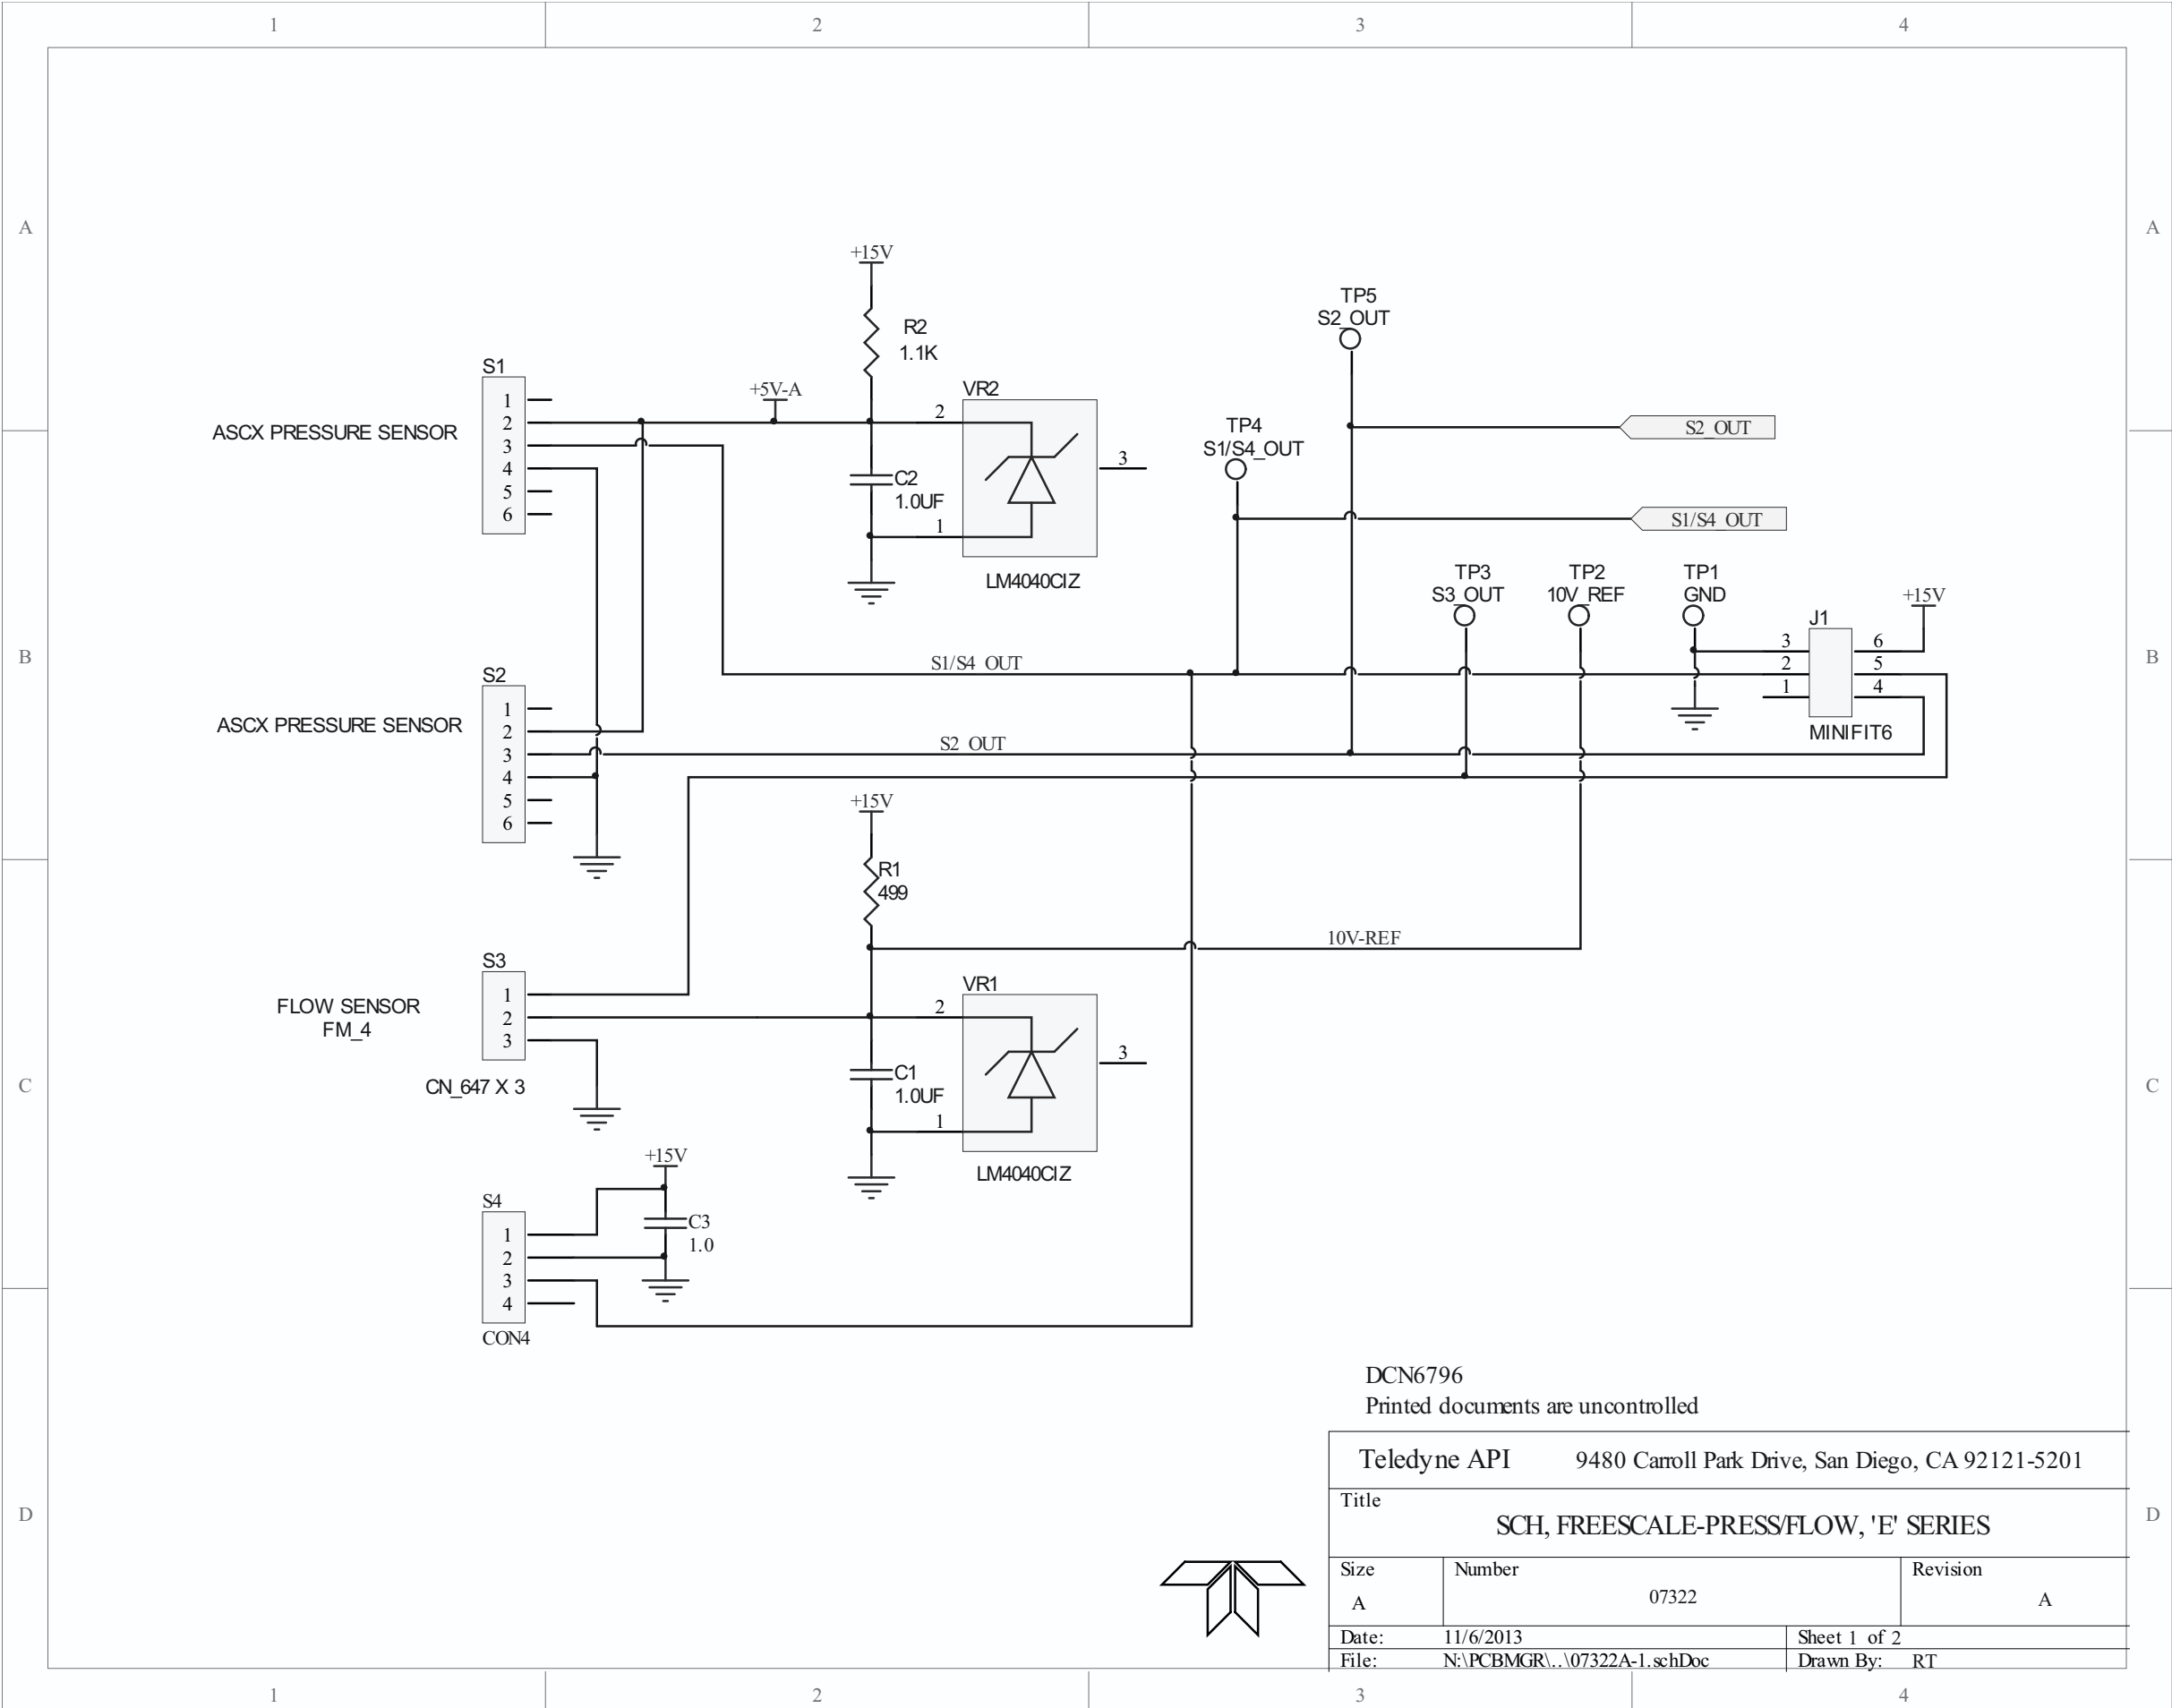 1 2 3 4
A A
+15V
R2
1.1K
TP5
S2_OUT
S1
1
2
3
4
5
6
ASCX PRESSURE SENSOR
+5V-A
VR2
2
3
1
C2
1.0UF
LM4040CIZ
TP4
S1/S4_OUT
S2_OUT
S1/S4_OUT
TP3
S3_OUT
TP2
10V_REF
TP1
GND
J1
+15V
3 6
2 5
1 4
MINIFIT6
B B
S1/S4_OUT
S2
1
2
3
4
5
6
ASCX PRESSURE SENSOR
S2_OUT
+15V
R1
499
10V-REF
S3
1
2
3
FLOW SENSOR
FM_4
CN_647 X 3
VR1
2
3
1
C1
1.0UF
LM4040CIZ
C C
+15V
S4
1
2
3
4
C3
1.0
CON4
DCN6796
Printed documents are uncontrolled
Teledyne API 9480 Carroll Park Drive, San Diego, CA 92121-5201
Title
SCH, FREESCALE-PRESS/FLOW, 'E' SERIES
D D
Size Number Revision
A 07322 A
Date: 11/6/2013 Sheet 1 of 2
File: N:\PCBMGR\..\07322A-1.schDoc Drawn By: RT
1 2 3 4